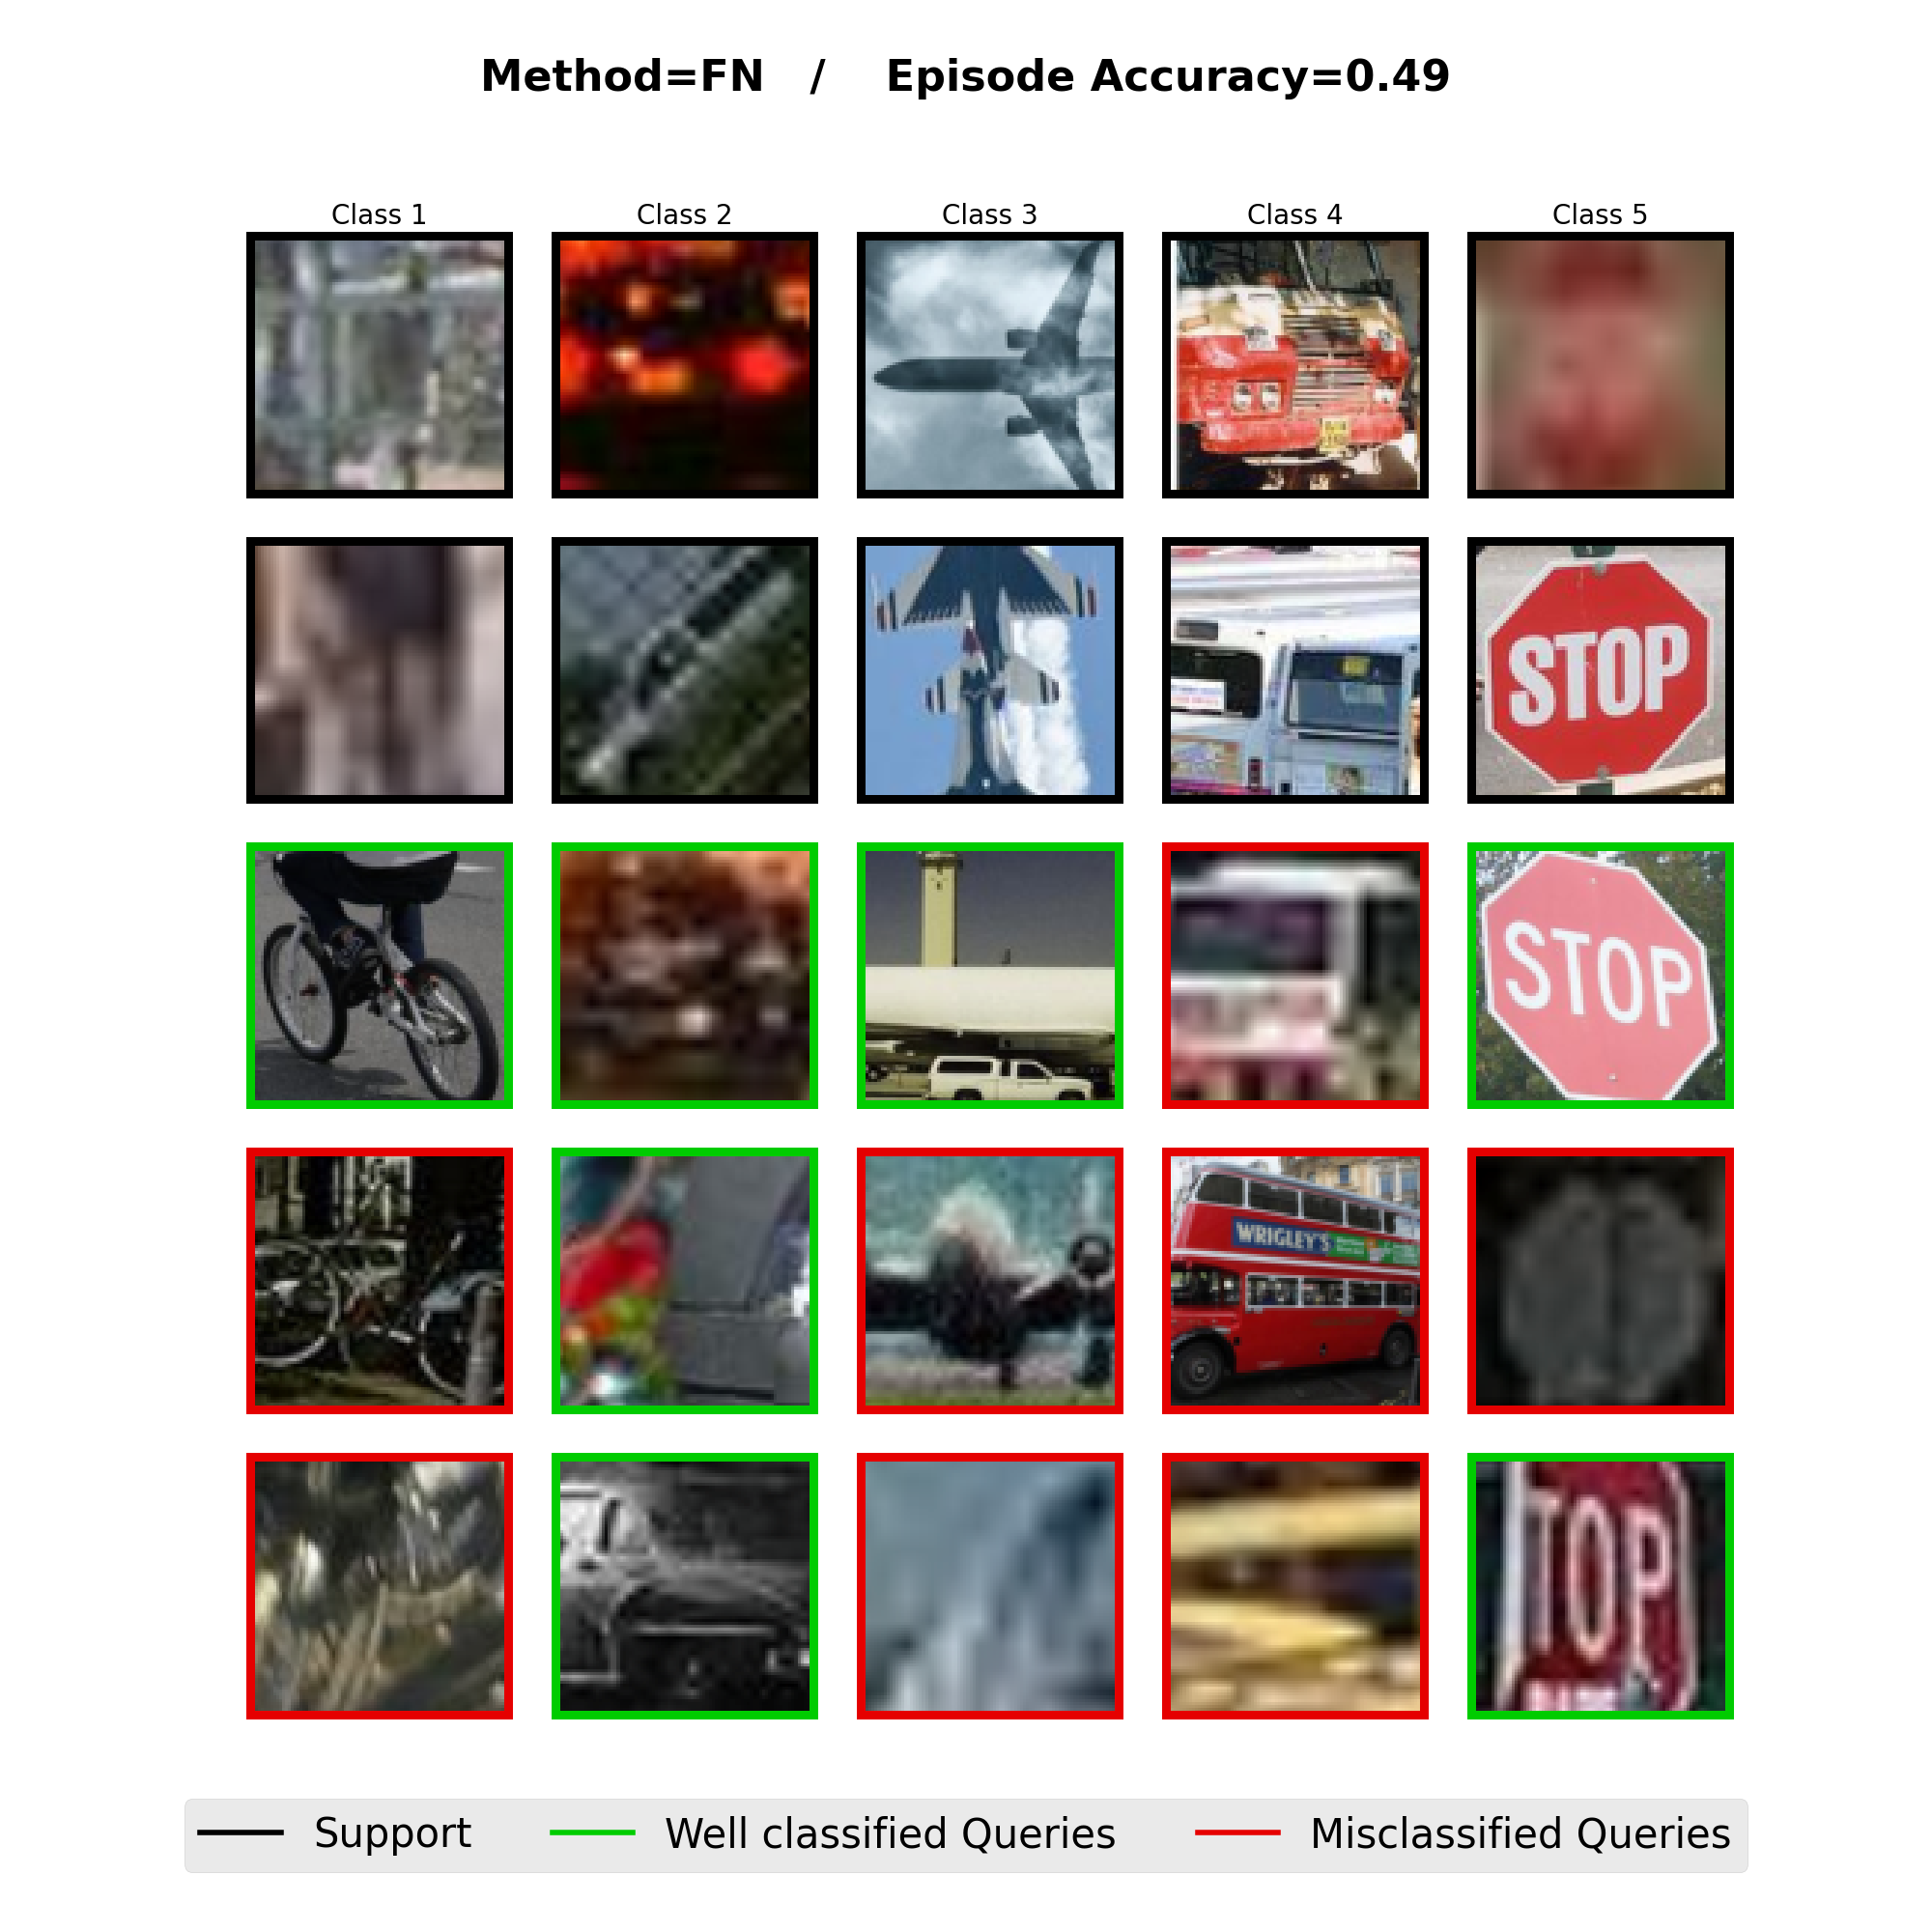 Method=FN / Episode Accuracy=0.49
Class 1 Class 2 Class 3 Class 4 Class 5
STOP
STOP
WRIGLEY'S
TOP
Support Well classified Queries Misclassified Queries